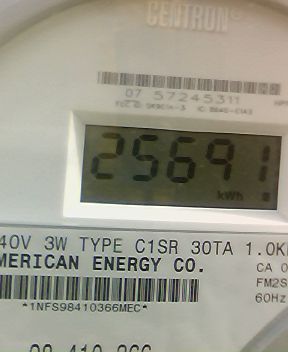 CENTRON®
07 57245311
25691
kWh
40V 3W TYPE C1SR 30TA 1.0K
MERICAN ENERGY CO.
CA 0
FM2S
*1NFS98410366MEC*
60Hz